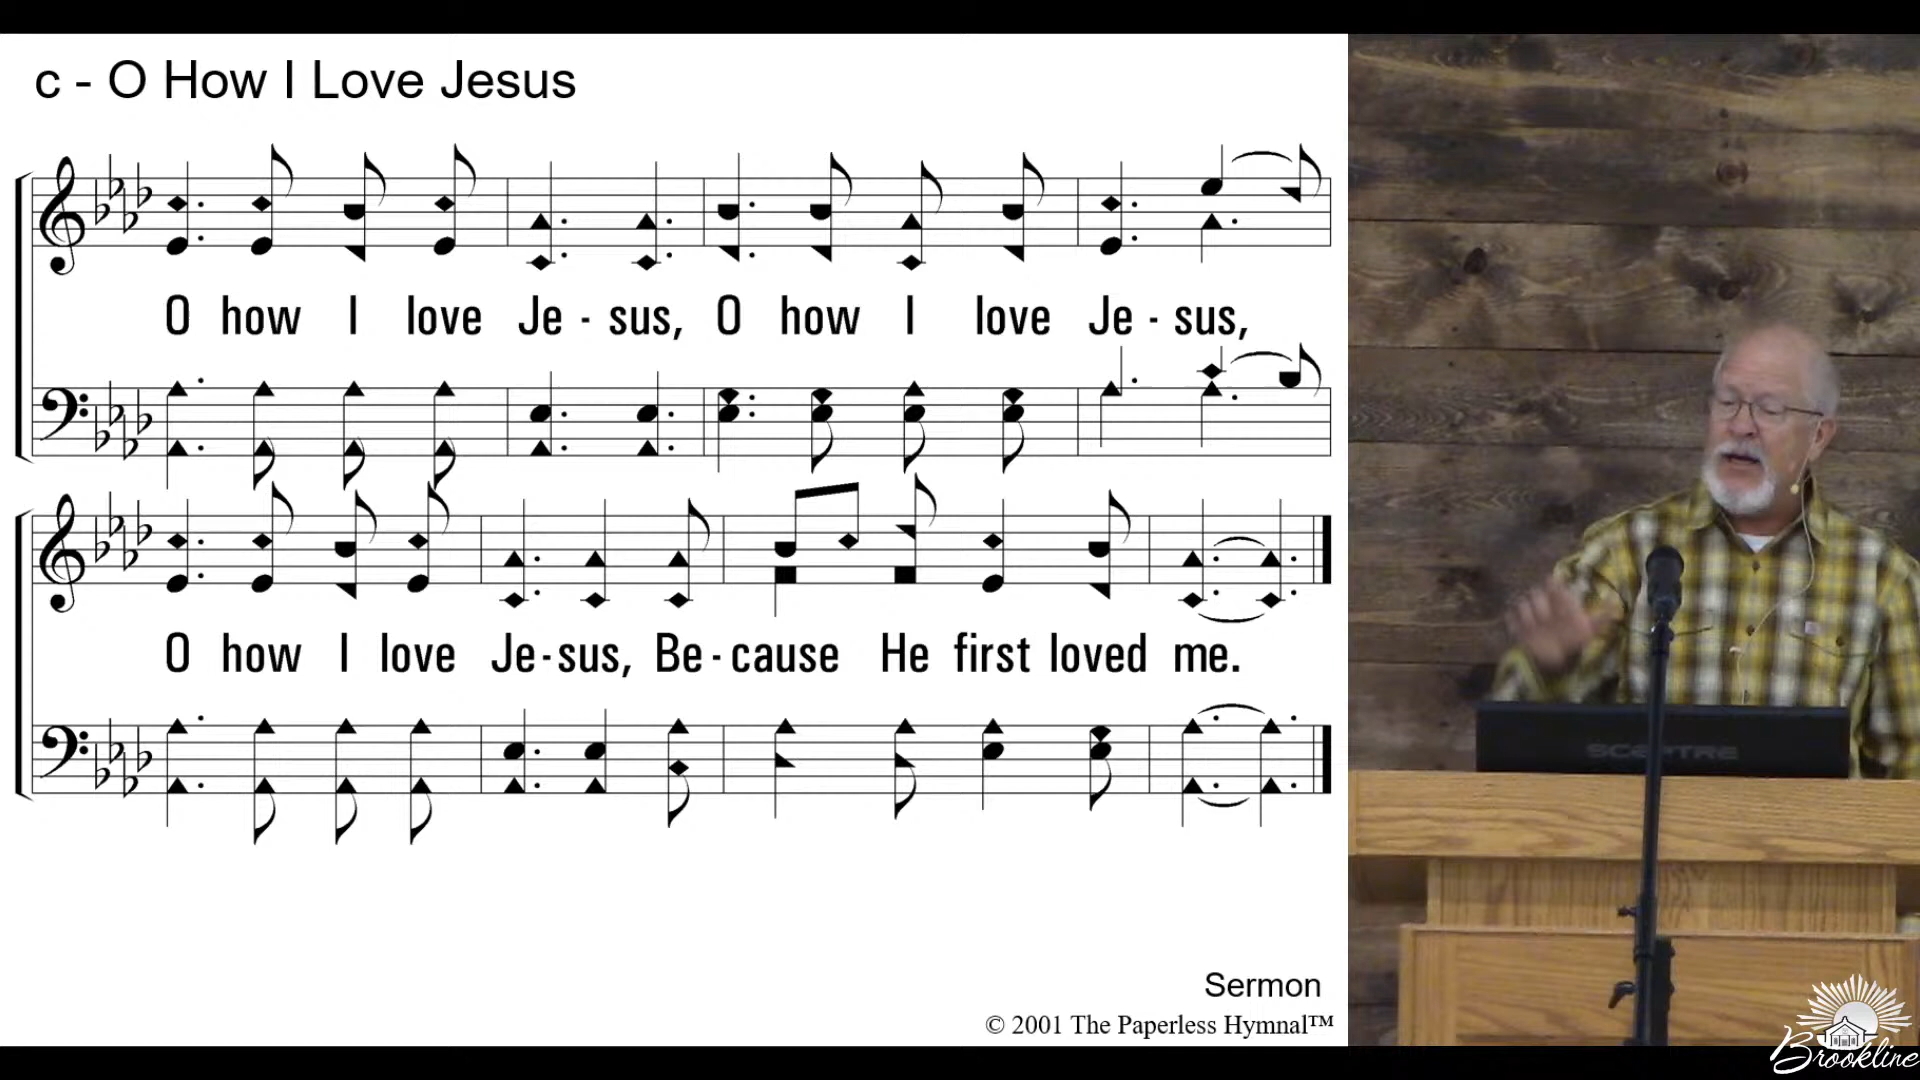 c - O How I Love Jesus
O how I love Je - sus, O how I love Je - sus,
O how I love Je - sus, Be - cause He first loved me.
Sermon
© 2001 The Paperless Hymnal™
SCEPTRE
Brookline